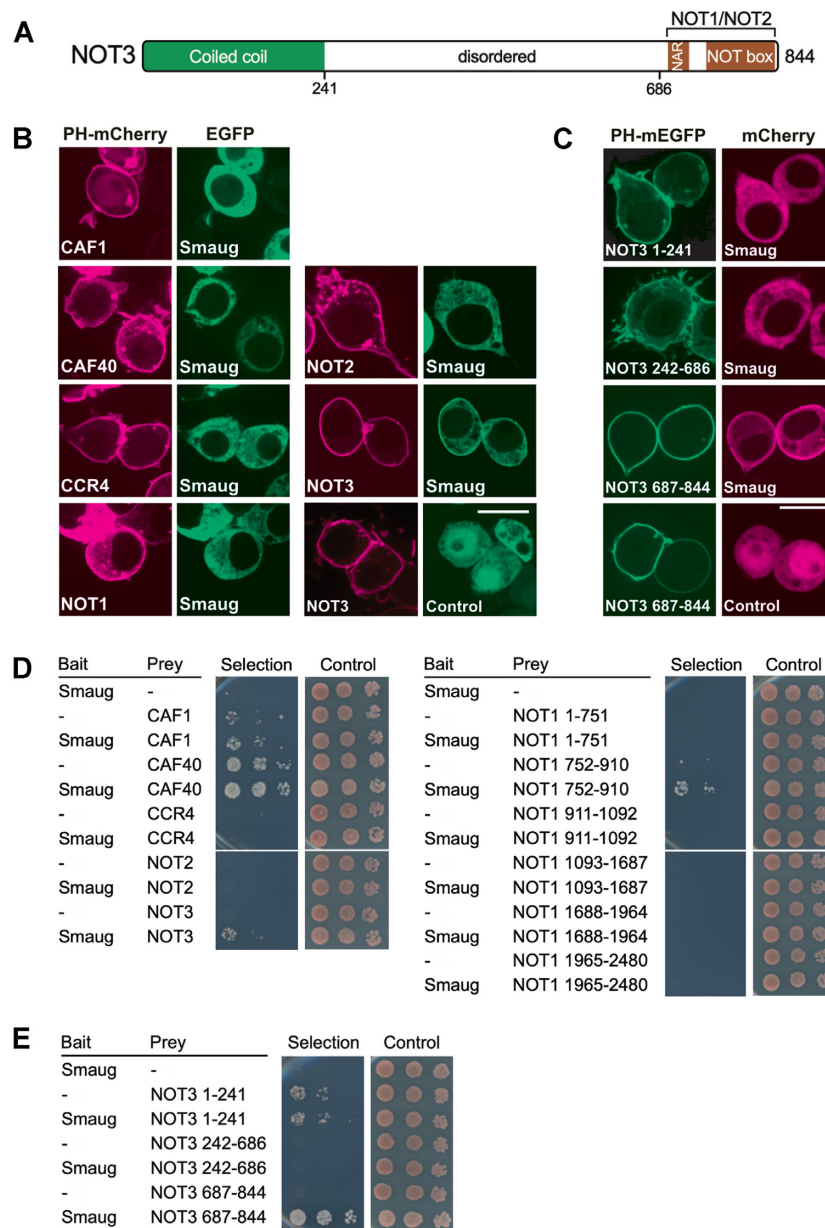 A
NOT1/NOT2
NOT3
Coiled coil
disordered
NAR
NOT box
844
241
686
B
PH-mCherry
EGFP
CAF1
Smaug
CAF40
Smaug
NOT2
Smaug
CCR4
Smaug
NOT3
Smaug
NOT1
Smaug
NOT3
Control
C
PH-mEGFP
mCherry
NOT3 1-241
Smaug
NOT3 242-686
Smaug
NOT3 687-844
Smaug
NOT3 687-844
Control
D
Bait Prey Selection Control
Smaug -
- CAF1
Smaug CAF1
- CAF40
Smaug CAF40
- CCR4
Smaug CCR4
- NOT2
Smaug NOT2
- NOT3
Smaug NOT3
Bait Prey Selection Control
Smaug -
- NOT1 1-751
Smaug NOT1 1-751
- NOT1 752-910
Smaug NOT1 752-910
- NOT1 911-1092
Smaug NOT1 911-1092
- NOT1 1093-1687
Smaug NOT1 1093-1687
- NOT1 1688-1964
Smaug NOT1 1688-1964
- NOT1 1965-2480
Smaug NOT1 1965-2480
E
Bait Prey Selection Control
Smaug -
- NOT3 1-241
Smaug NOT3 1-241
- NOT3 242-686
Smaug NOT3 242-686
- NOT3 687-844
Smaug NOT3 687-844